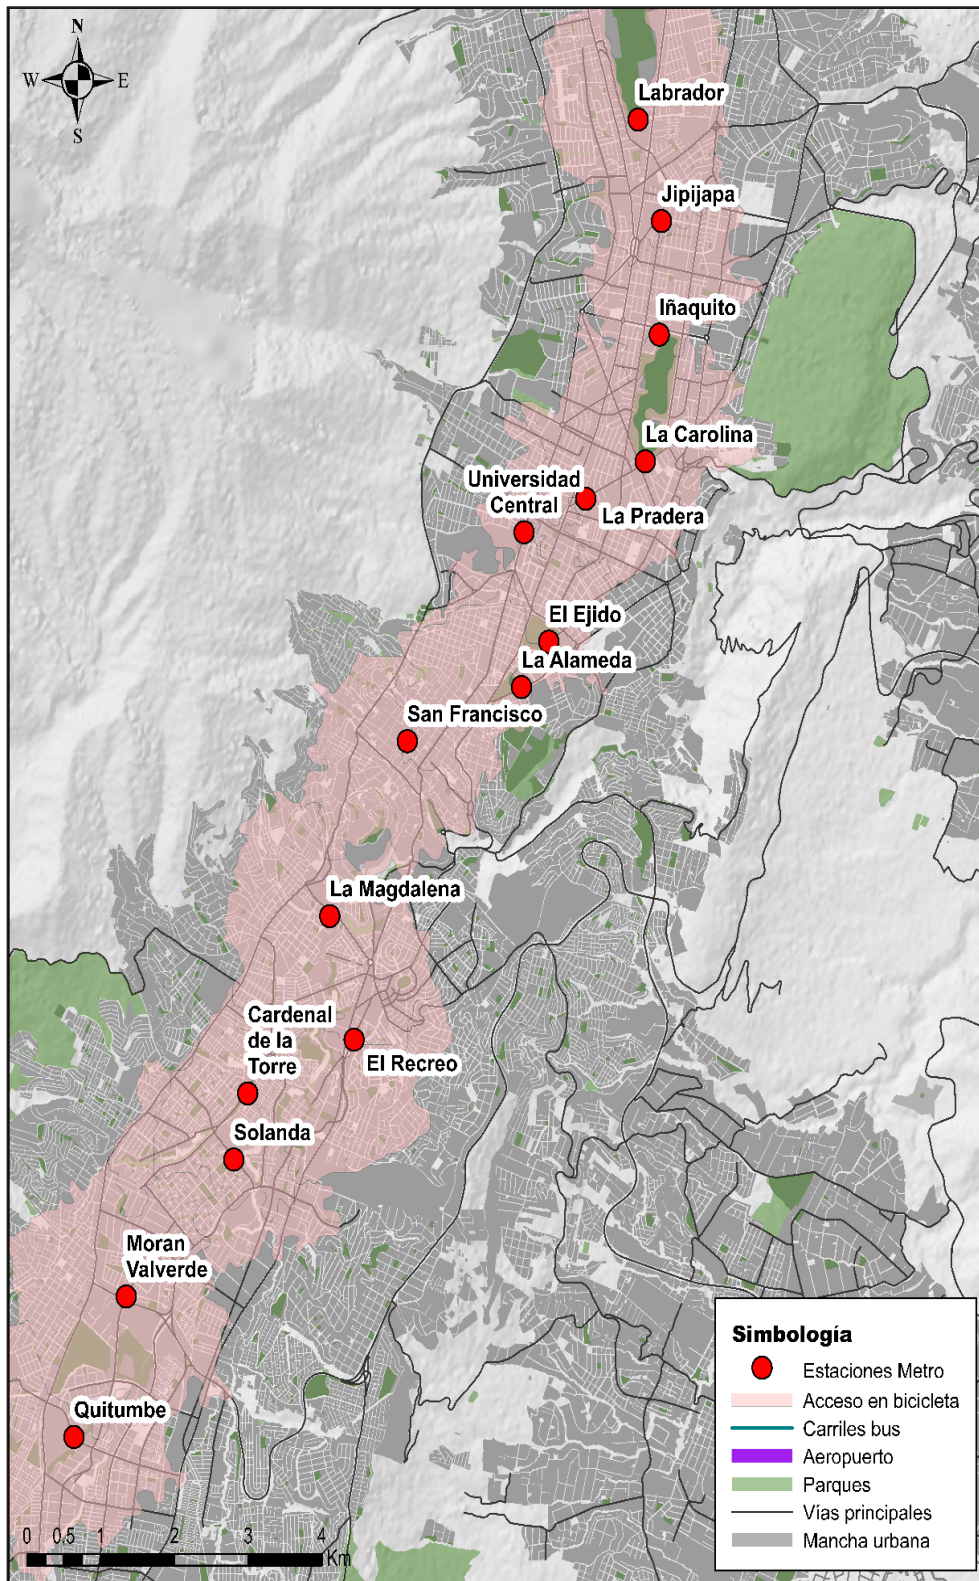 N
W
E
S
Labrador
Jipijapa
Iñaquito
La Carolina
Universidad
Central
La Pradera
El Ejido
La Alameda
San Francisco
La Magdalena
Cardenal
de la
Torre
El Recreo
Solanda
Moran
Valverde
Quitumbe
0 0.5 1 2 3 4
Km
Simbología
Estaciones Metro
Acceso en bicicleta
Carriles bus
Aeropuerto
Parques
Vías principales
Mancha urbana